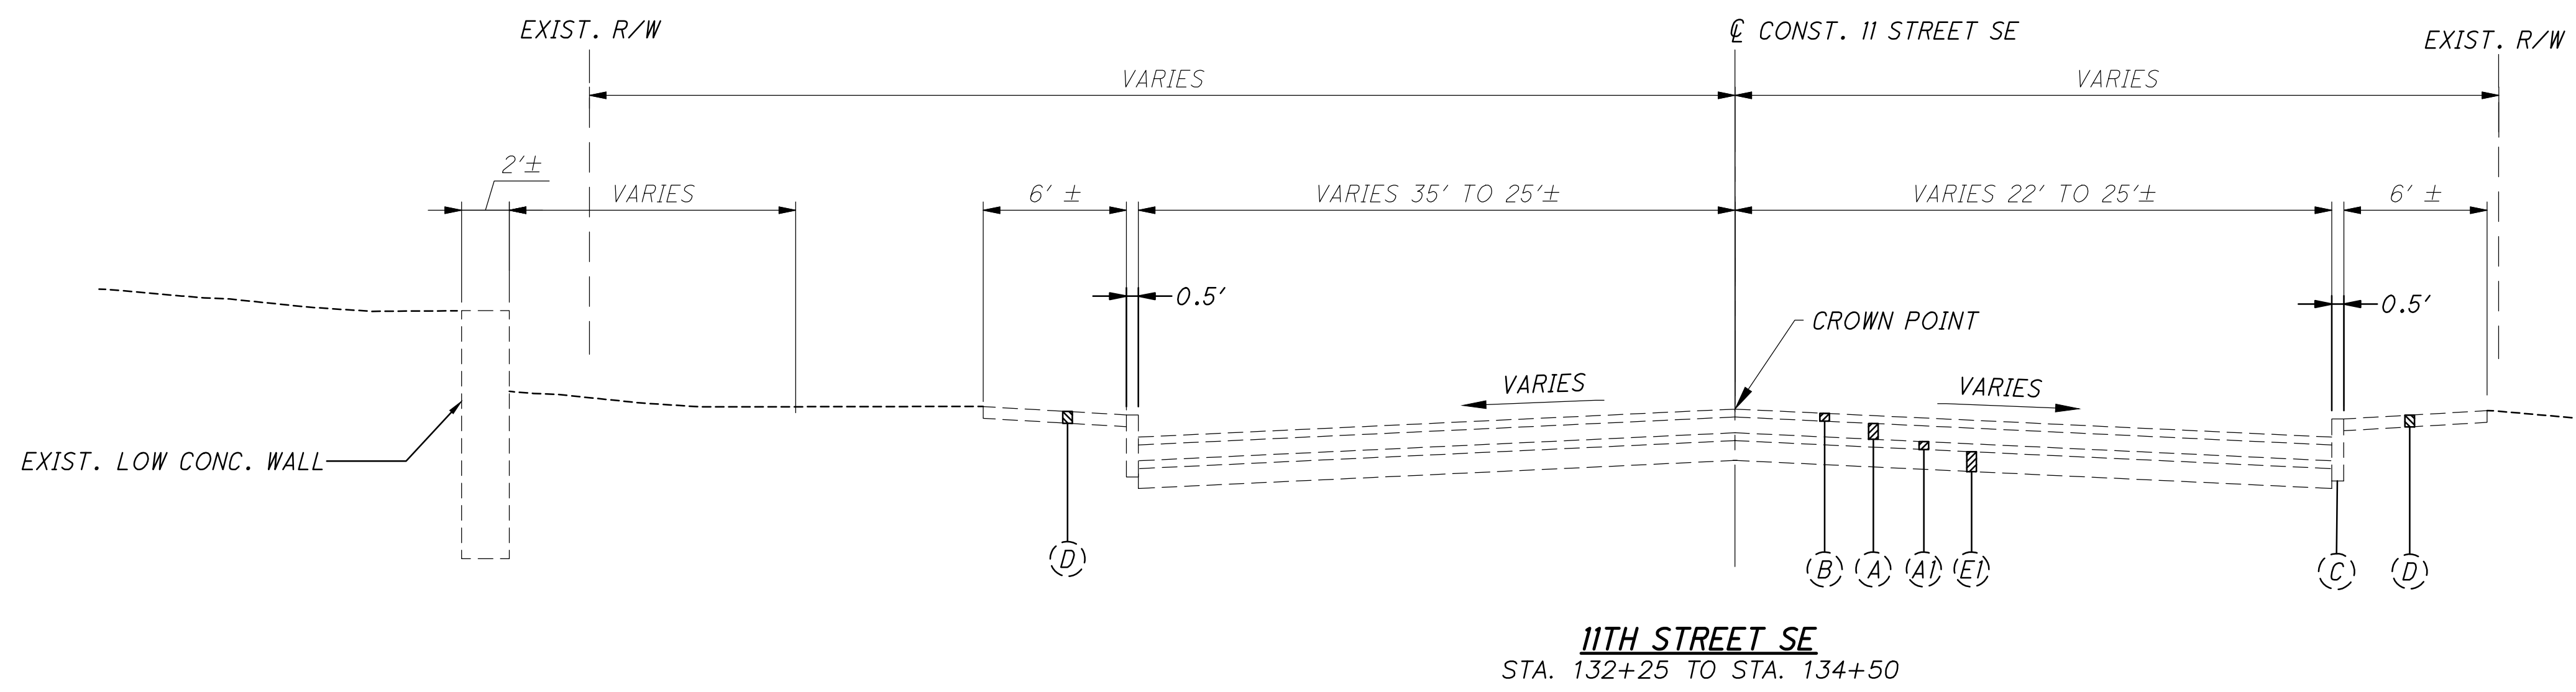 EXIST. R/W
℄ CONST. 11 STREET SE
EXIST. R/W
VARIES
VARIES
2'±
VARIES
6' ±
VARIES 35' TO 25'±
VARIES 22' TO 25'±
6' ±
0.5'
0.5'
CROWN POINT
VARIES
VARIES
EXIST. LOW CONC. WALL
D
B
A
A1
E1
C
D
11TH STREET SE
STA. 132+25 TO STA. 134+50